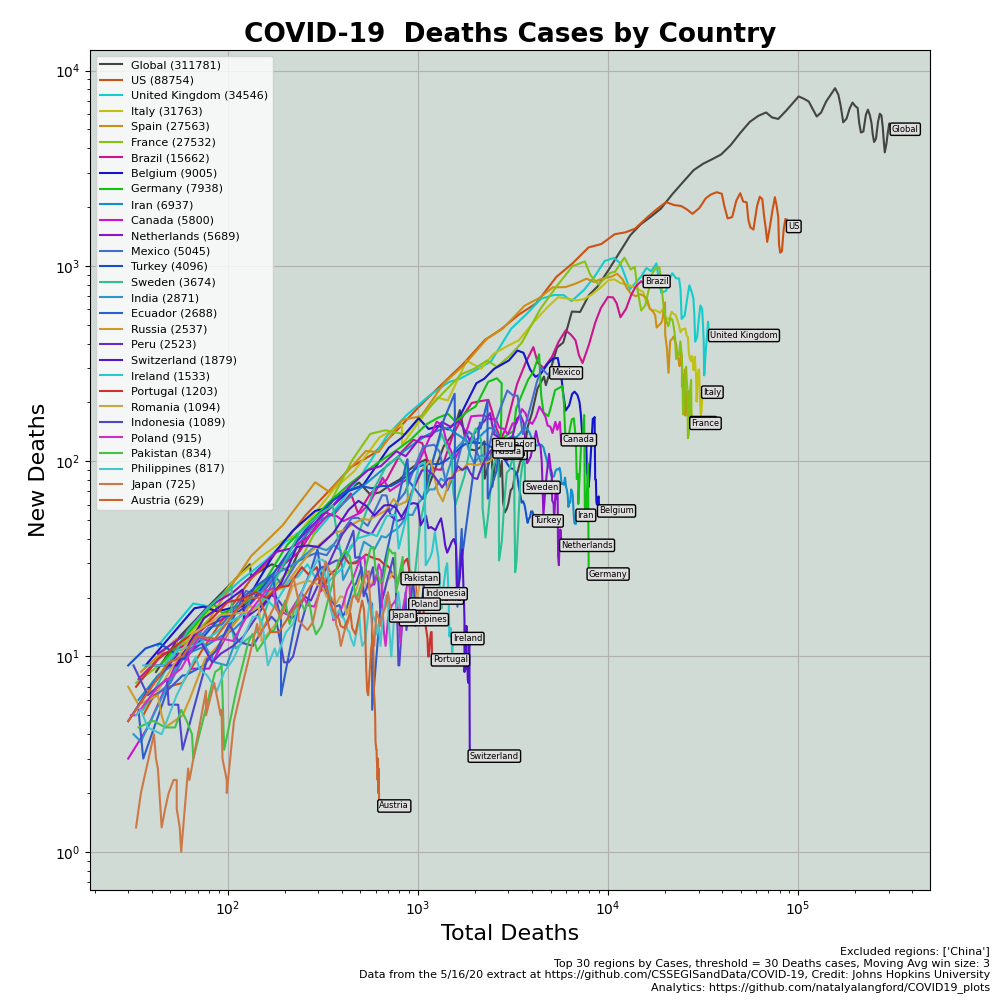 COVID-19  Deaths Cases by Country
Global (311781)
US (88754)
United Kingdom (34546)
Italy (31763)
Spain (27563)
France (27532)
Brazil (15662)
Belgium (9005)
Germany (7938)
Iran (6937)
Canada (5800)
Netherlands (5689)
Mexico (5045)
Turkey (4096)
Sweden (3674)
India (2871)
Ecuador (2688)
Russia (2537)
Peru (2523)
Switzerland (1879)
Ireland (1533)
Portugal (1203)
Romania (1094)
Indonesia (1089)
Poland (915)
Pakistan (834)
Philippines (817)
Japan (725)
Austria (629)
Global
US
Brazil
United Kingdom
Mexico
Italy
France
Canada
Peru
Sweden
Belgium
Iran
Turkey
Netherlands
Germany
Pakistan
Indonesia
Poland
Japan
Ireland
Portugal
Switzerland
Austria
10^4
10^3
10^2
10^1
10^0
10^2 10^3 10^4 10^5
New Deaths
Total Deaths
Excluded regions: ['China']
Top 30 regions by Cases, threshold = 30 Deaths cases, Moving Avg win size: 3
Data from the 5/16/20 extract at https://github.com/CSSEGISandData/COVID-19, Credit: Johns Hopkins University
Analytics: https://github.com/natalyalangford/COVID19_plots